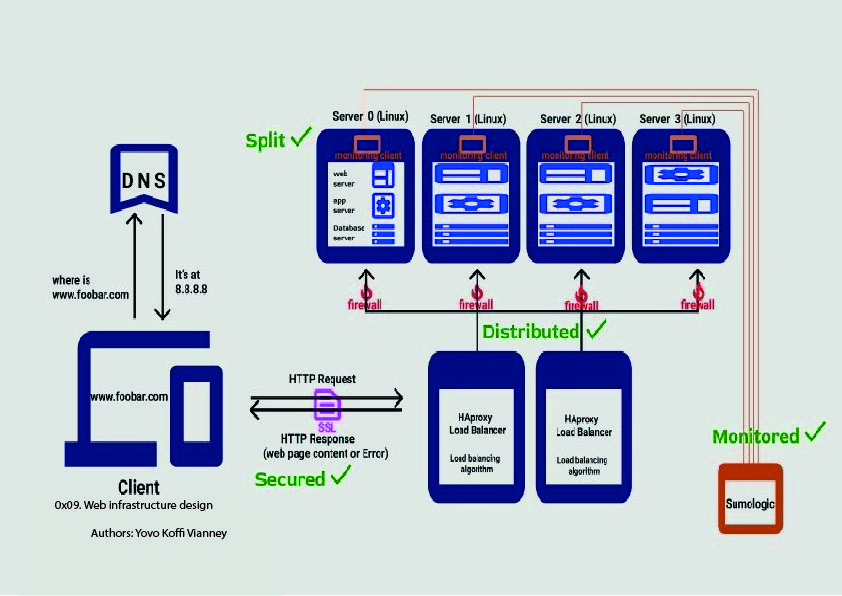 Server 0 (Linux)
Server 1 (Linux)
Server 2 (Linux)
Server 3 (Linux)
Split
monitoring client
monitoring client
monitoring client
monitoring client
web
server
app
server
Database
server
DNS
where is
www.foobar.com
It's at
8.8.8.8
firewall
firewall
firewall
firewall
Distributed
www.foobar.com
HTTP Request
SSL
HTTP Response
(web page content or Error)
Secured
HAproxy
Load Balancer
Load balancing
algorithm
HAproxy
Load Balancer
Load balancing
algorithm
Monitored
Sumologic
Client
0x09. Web infrastructure design
Authors: Yovo Koffi Vianney